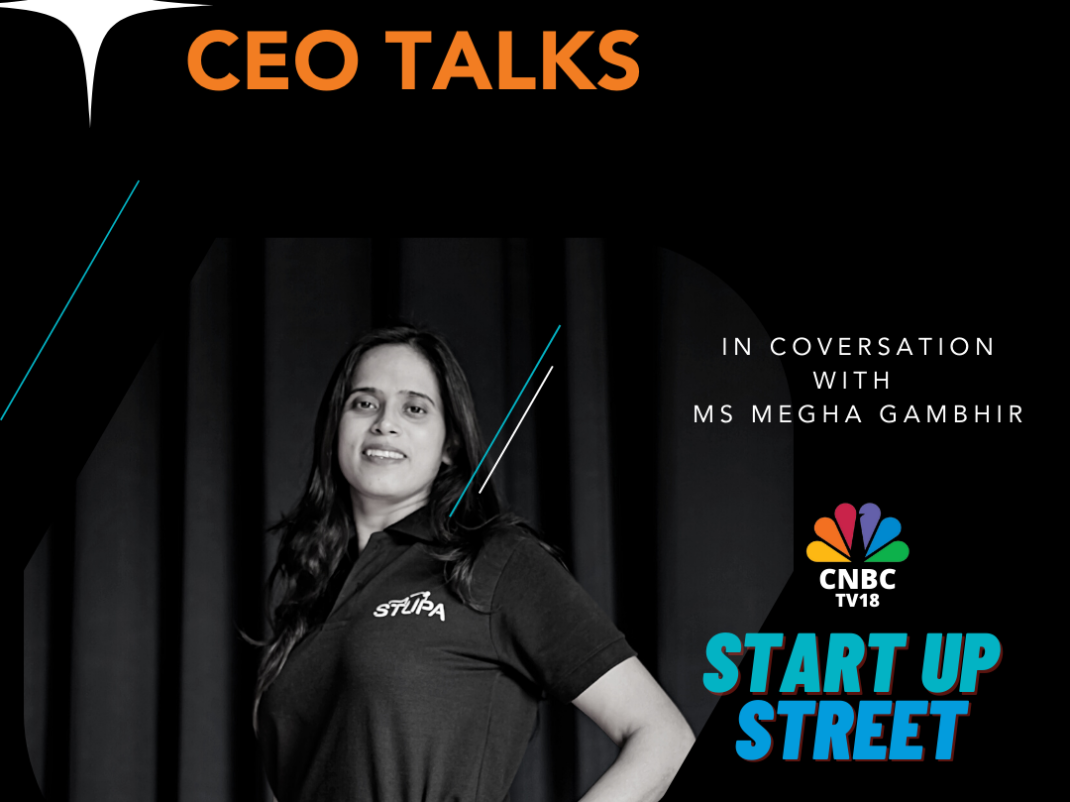 CEO TALKS
IN COVERSATION
WITH
MS MEGHA GAMBHIR
STUPA
CNBC
TV18
START UP
STREET